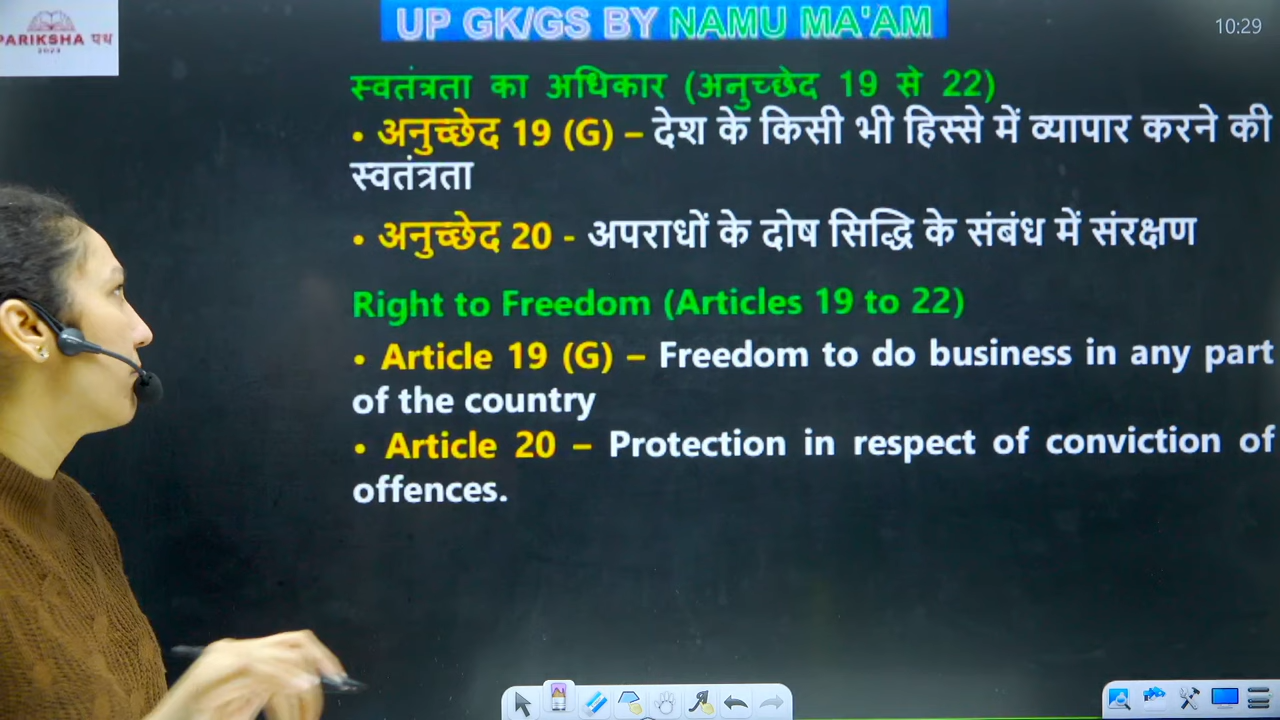 PARIKSHA पथ
2023
UP GK/GS BY NAMU MA'AM
10:29
स्वतंत्रता का अधिकार (अनुच्छेद 19 से 22)
• अनुच्छेद 19 (G) – देश के किसी भी हिस्से में व्यापार करने की
स्वतंत्रता
• अनुच्छेद 20 - अपराधों के दोष सिद्धि के संबंध में संरक्षण
Right to Freedom (Articles 19 to 22)
• Article 19 (G) – Freedom to do business in any part
of the country
• Article 20 – Protection in respect of conviction of
offences.